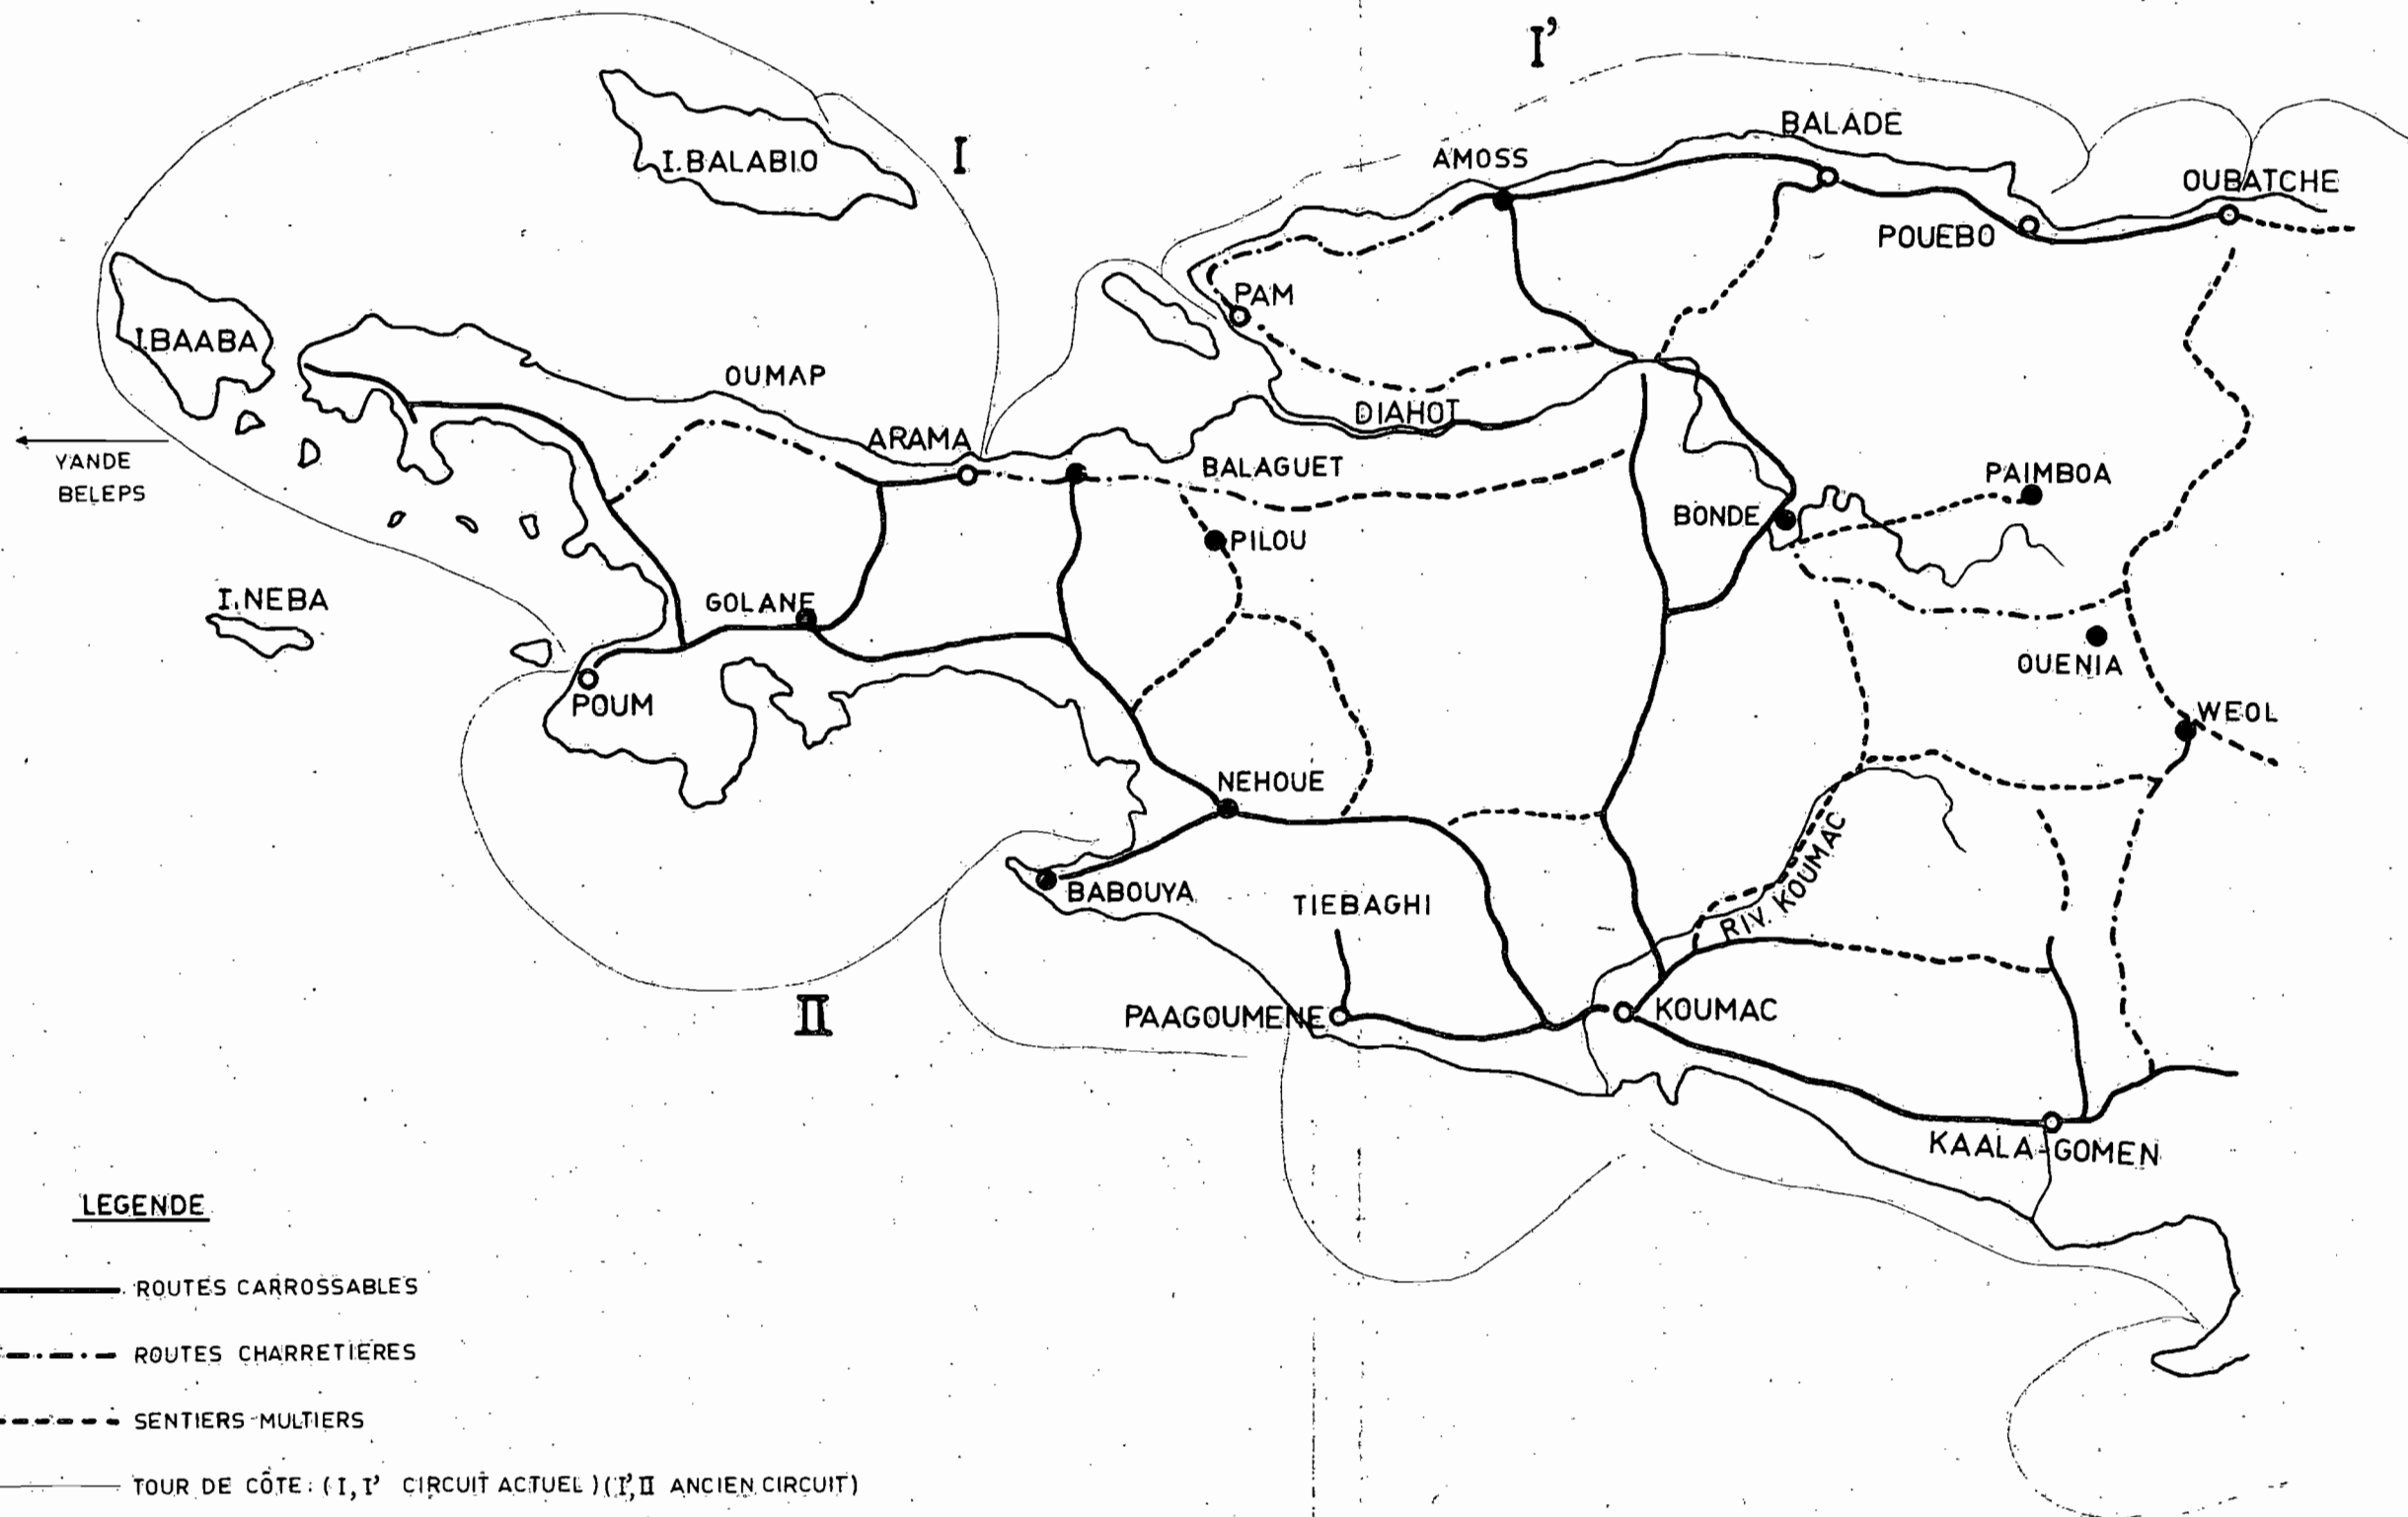 I'
BALADE
AMOSS
I
I.BALABIO
OUBATCHE
POUEBO
PAM
I.BAABA
OUMAP
DIAHOT
ARAMA
BALAGUET
YANDE
BELEPS
PAIMBOA
BONDE
PILOU
I.NEBA
GOLANE
OUENIA
POUM
WEOL
NEHOUE
BABOUYA
TIEBAGHI
RIV. KOUMAC
II
PAAGOUMENE
KOUMAC
KAALA-GOMEN
LEGENDE
ROUTES CARROSSABLES
ROUTES CHARRETIERES
SENTIERS-MULTIERS
TOUR DE CÔTE: (I, I' CIRCUIT ACTUEL) (I', II ANCIEN CIRCUIT)